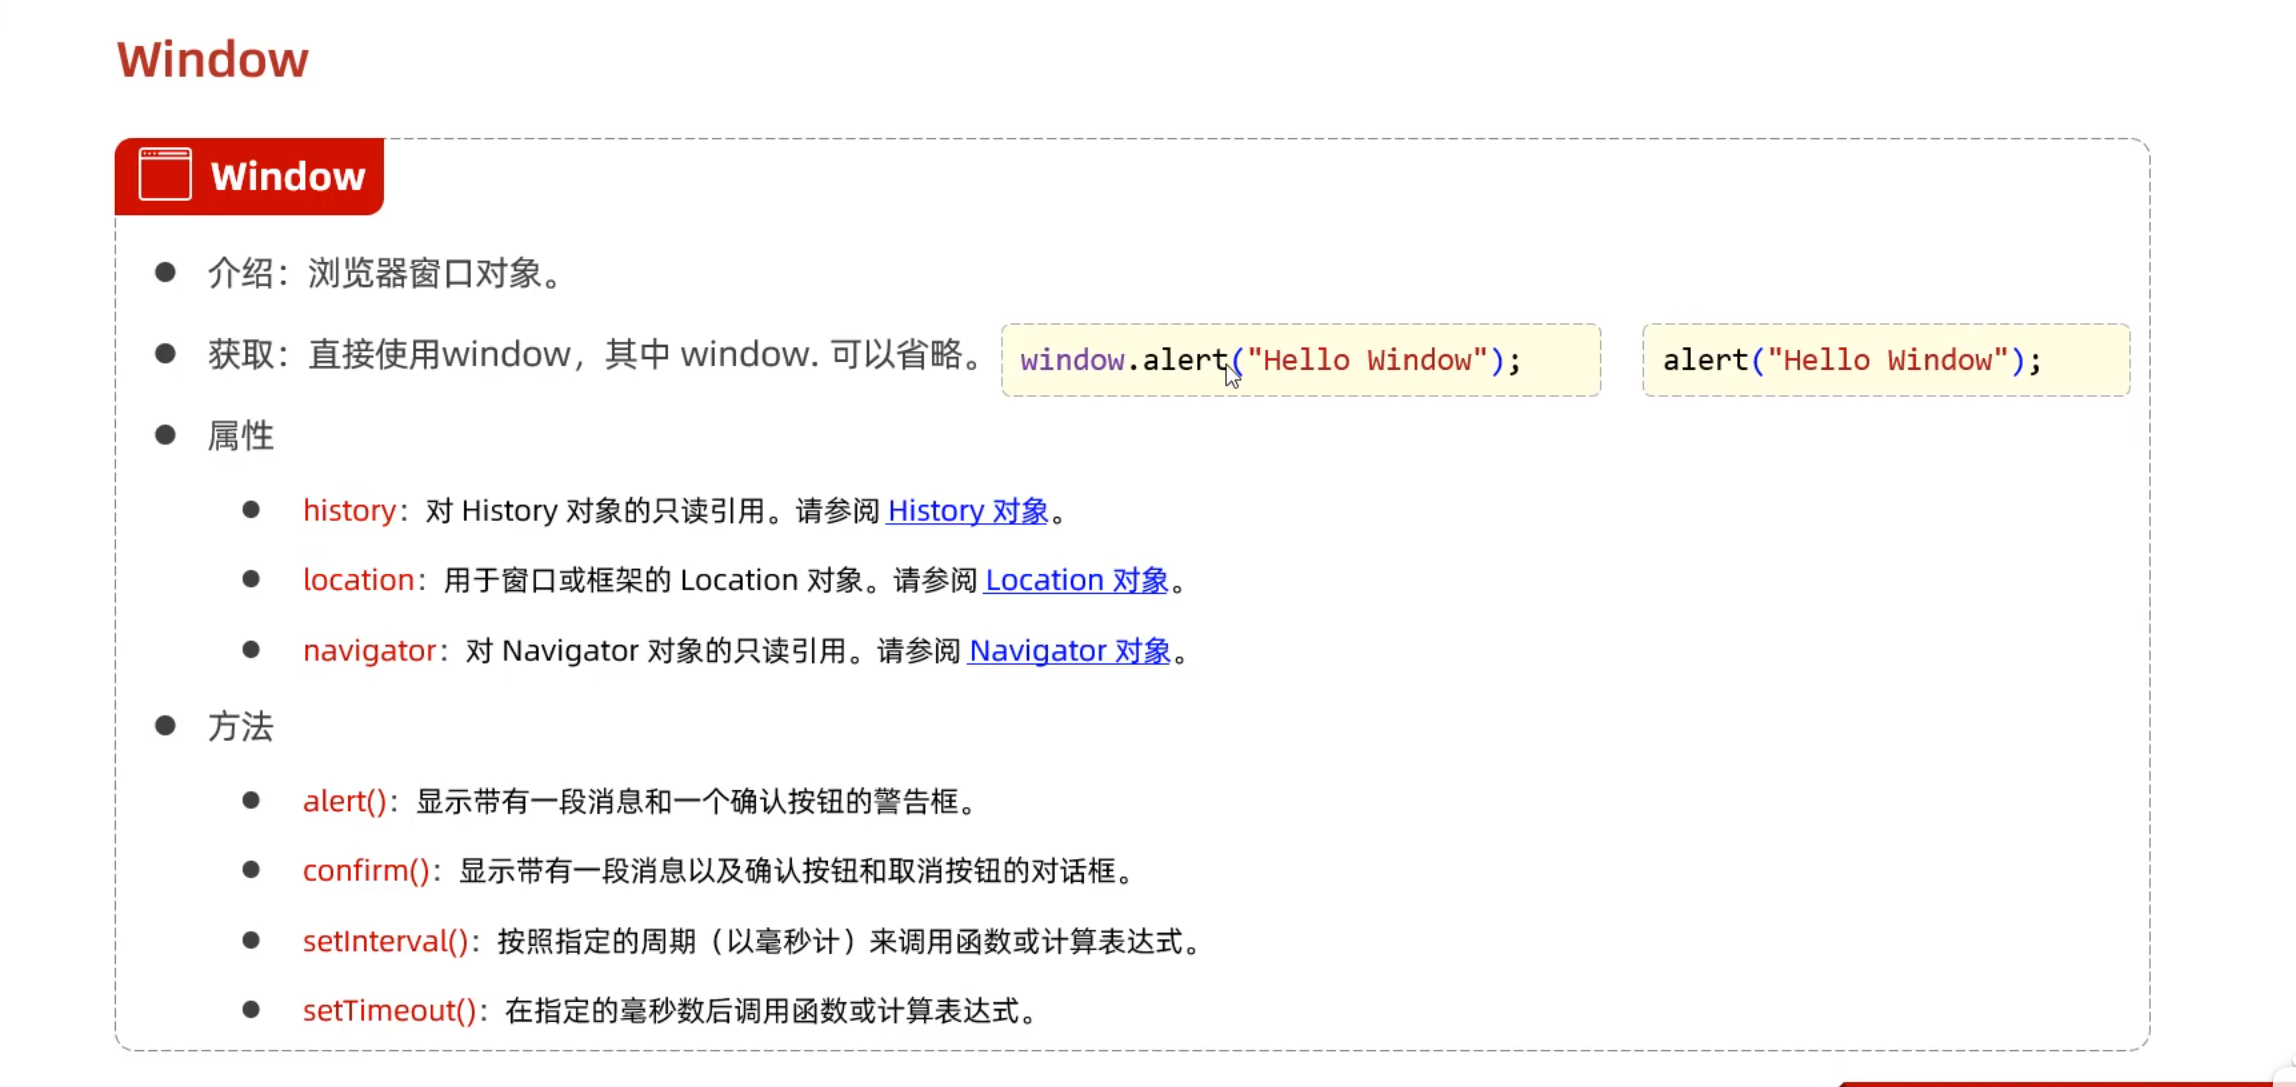 Window
Window
介绍：浏览器窗口对象。
获取：直接使用window，其中 window. 可以省略。 window.alert("Hello Window"); alert("Hello Window");
属性
history：对 History 对象的只读引用。请参阅 History 对象。
location：用于窗口或框架的 Location 对象。请参阅 Location 对象。
navigator：对 Navigator 对象的只读引用。请参阅 Navigator 对象。
方法
alert()：显示带有一段消息和一个确认按钮的警告框。
confirm()：显示带有一段消息以及确认按钮和取消按钮的对话框。
setInterval()：按照指定的周期（以毫秒计）来调用函数或计算表达式。
setTimeout()：在指定的毫秒数后调用函数或计算表达式。